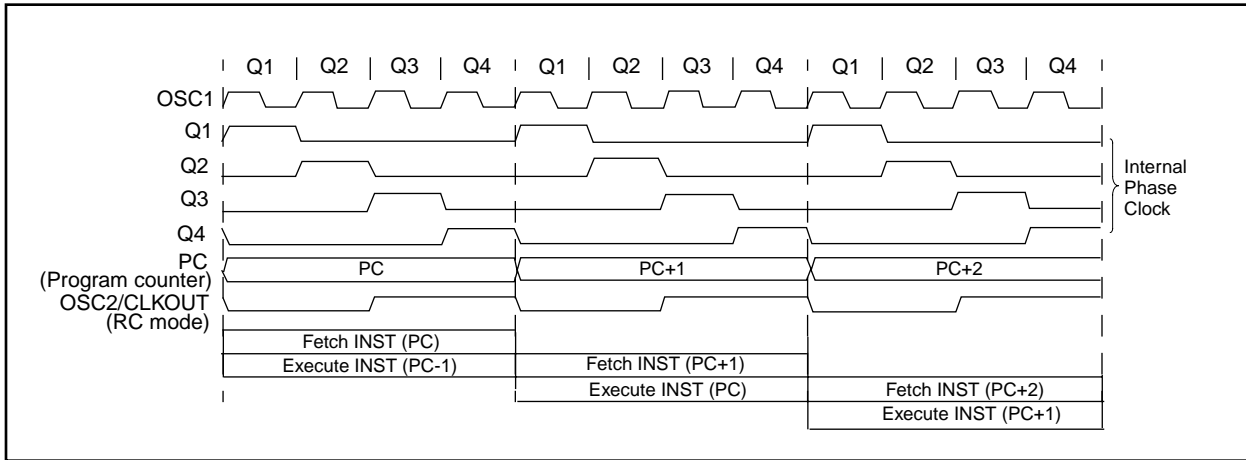 Q1 Q2 Q3 Q4 Q1 Q2 Q3 Q4 Q1 Q2 Q3 Q4
OSC1
Q1
Q2
Q3
Q4
Internal
Phase
Clock
PC
(Program counter)
PC PC+1 PC+2
OSC2/CLKOUT
(RC mode)
Fetch INST (PC)
Execute INST (PC-1) Fetch INST (PC+1)
Execute INST (PC) Fetch INST (PC+2)
Execute INST (PC+1)